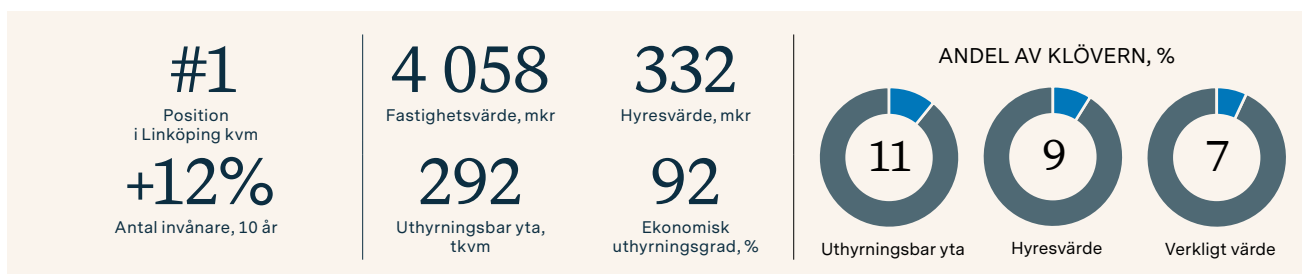 #1
Position
i Linköping kvm
+12%
Antal invånare, 10 år
4 058
Fastighetsvärde, mkr
332
Hyresvärde, mkr
292
Uthyrningsbar yta,
tkvm
92
Ekonomisk
uthyrningsgrad, %
ANDEL AV KLÖVERN, %
11
Uthyrningsbar yta
9
Hyresvärde
7
Verkligt värde